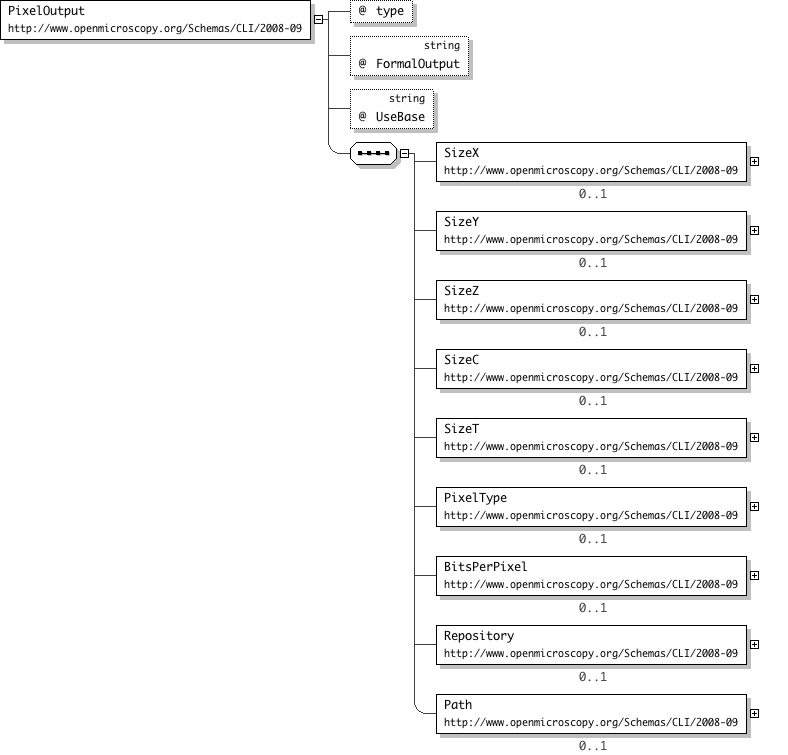 PixelOutput
http://www.openmicroscopy.org/Schemas/CLI/2008-09
@ type
string
@ FormalOutput
string
@ UseBase
SizeX
http://www.openmicroscopy.org/Schemas/CLI/2008-09
0..1
SizeY
http://www.openmicroscopy.org/Schemas/CLI/2008-09
0..1
SizeZ
http://www.openmicroscopy.org/Schemas/CLI/2008-09
0..1
SizeC
http://www.openmicroscopy.org/Schemas/CLI/2008-09
0..1
SizeT
http://www.openmicroscopy.org/Schemas/CLI/2008-09
0..1
PixelType
http://www.openmicroscopy.org/Schemas/CLI/2008-09
0..1
BitsPerPixel
http://www.openmicroscopy.org/Schemas/CLI/2008-09
0..1
Repository
http://www.openmicroscopy.org/Schemas/CLI/2008-09
0..1
Path
http://www.openmicroscopy.org/Schemas/CLI/2008-09
0..1